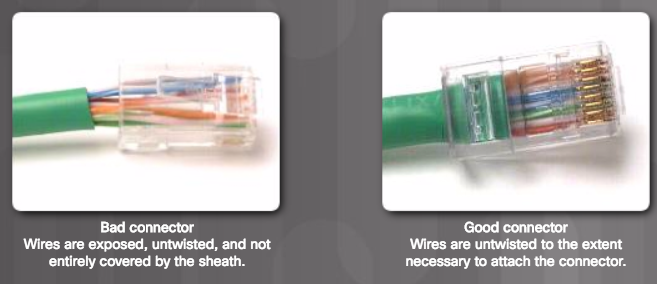 Bad connector
Wires are exposed, untwisted, and not
entirely covered by the sheath.
Good connector
Wires are untwisted to the extent
necessary to attach the connector.